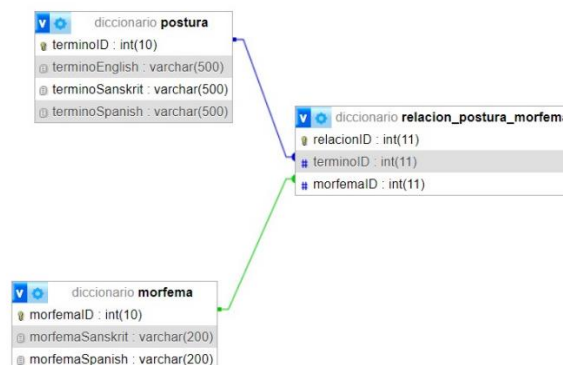 diccionario postura
terminoID : int(10)
terminoEnglish : varchar(500)
terminoSanskrit : varchar(500)
terminoSpanish : varchar(500)
diccionario relacion_postura_morfema
relacionID : int(11)
# terminoID : int(11)
# morfemaID : int(11)
diccionario morfema
morfemaID : int(10)
morfemaSanskrit : varchar(200)
morfemaSpanish : varchar(200)